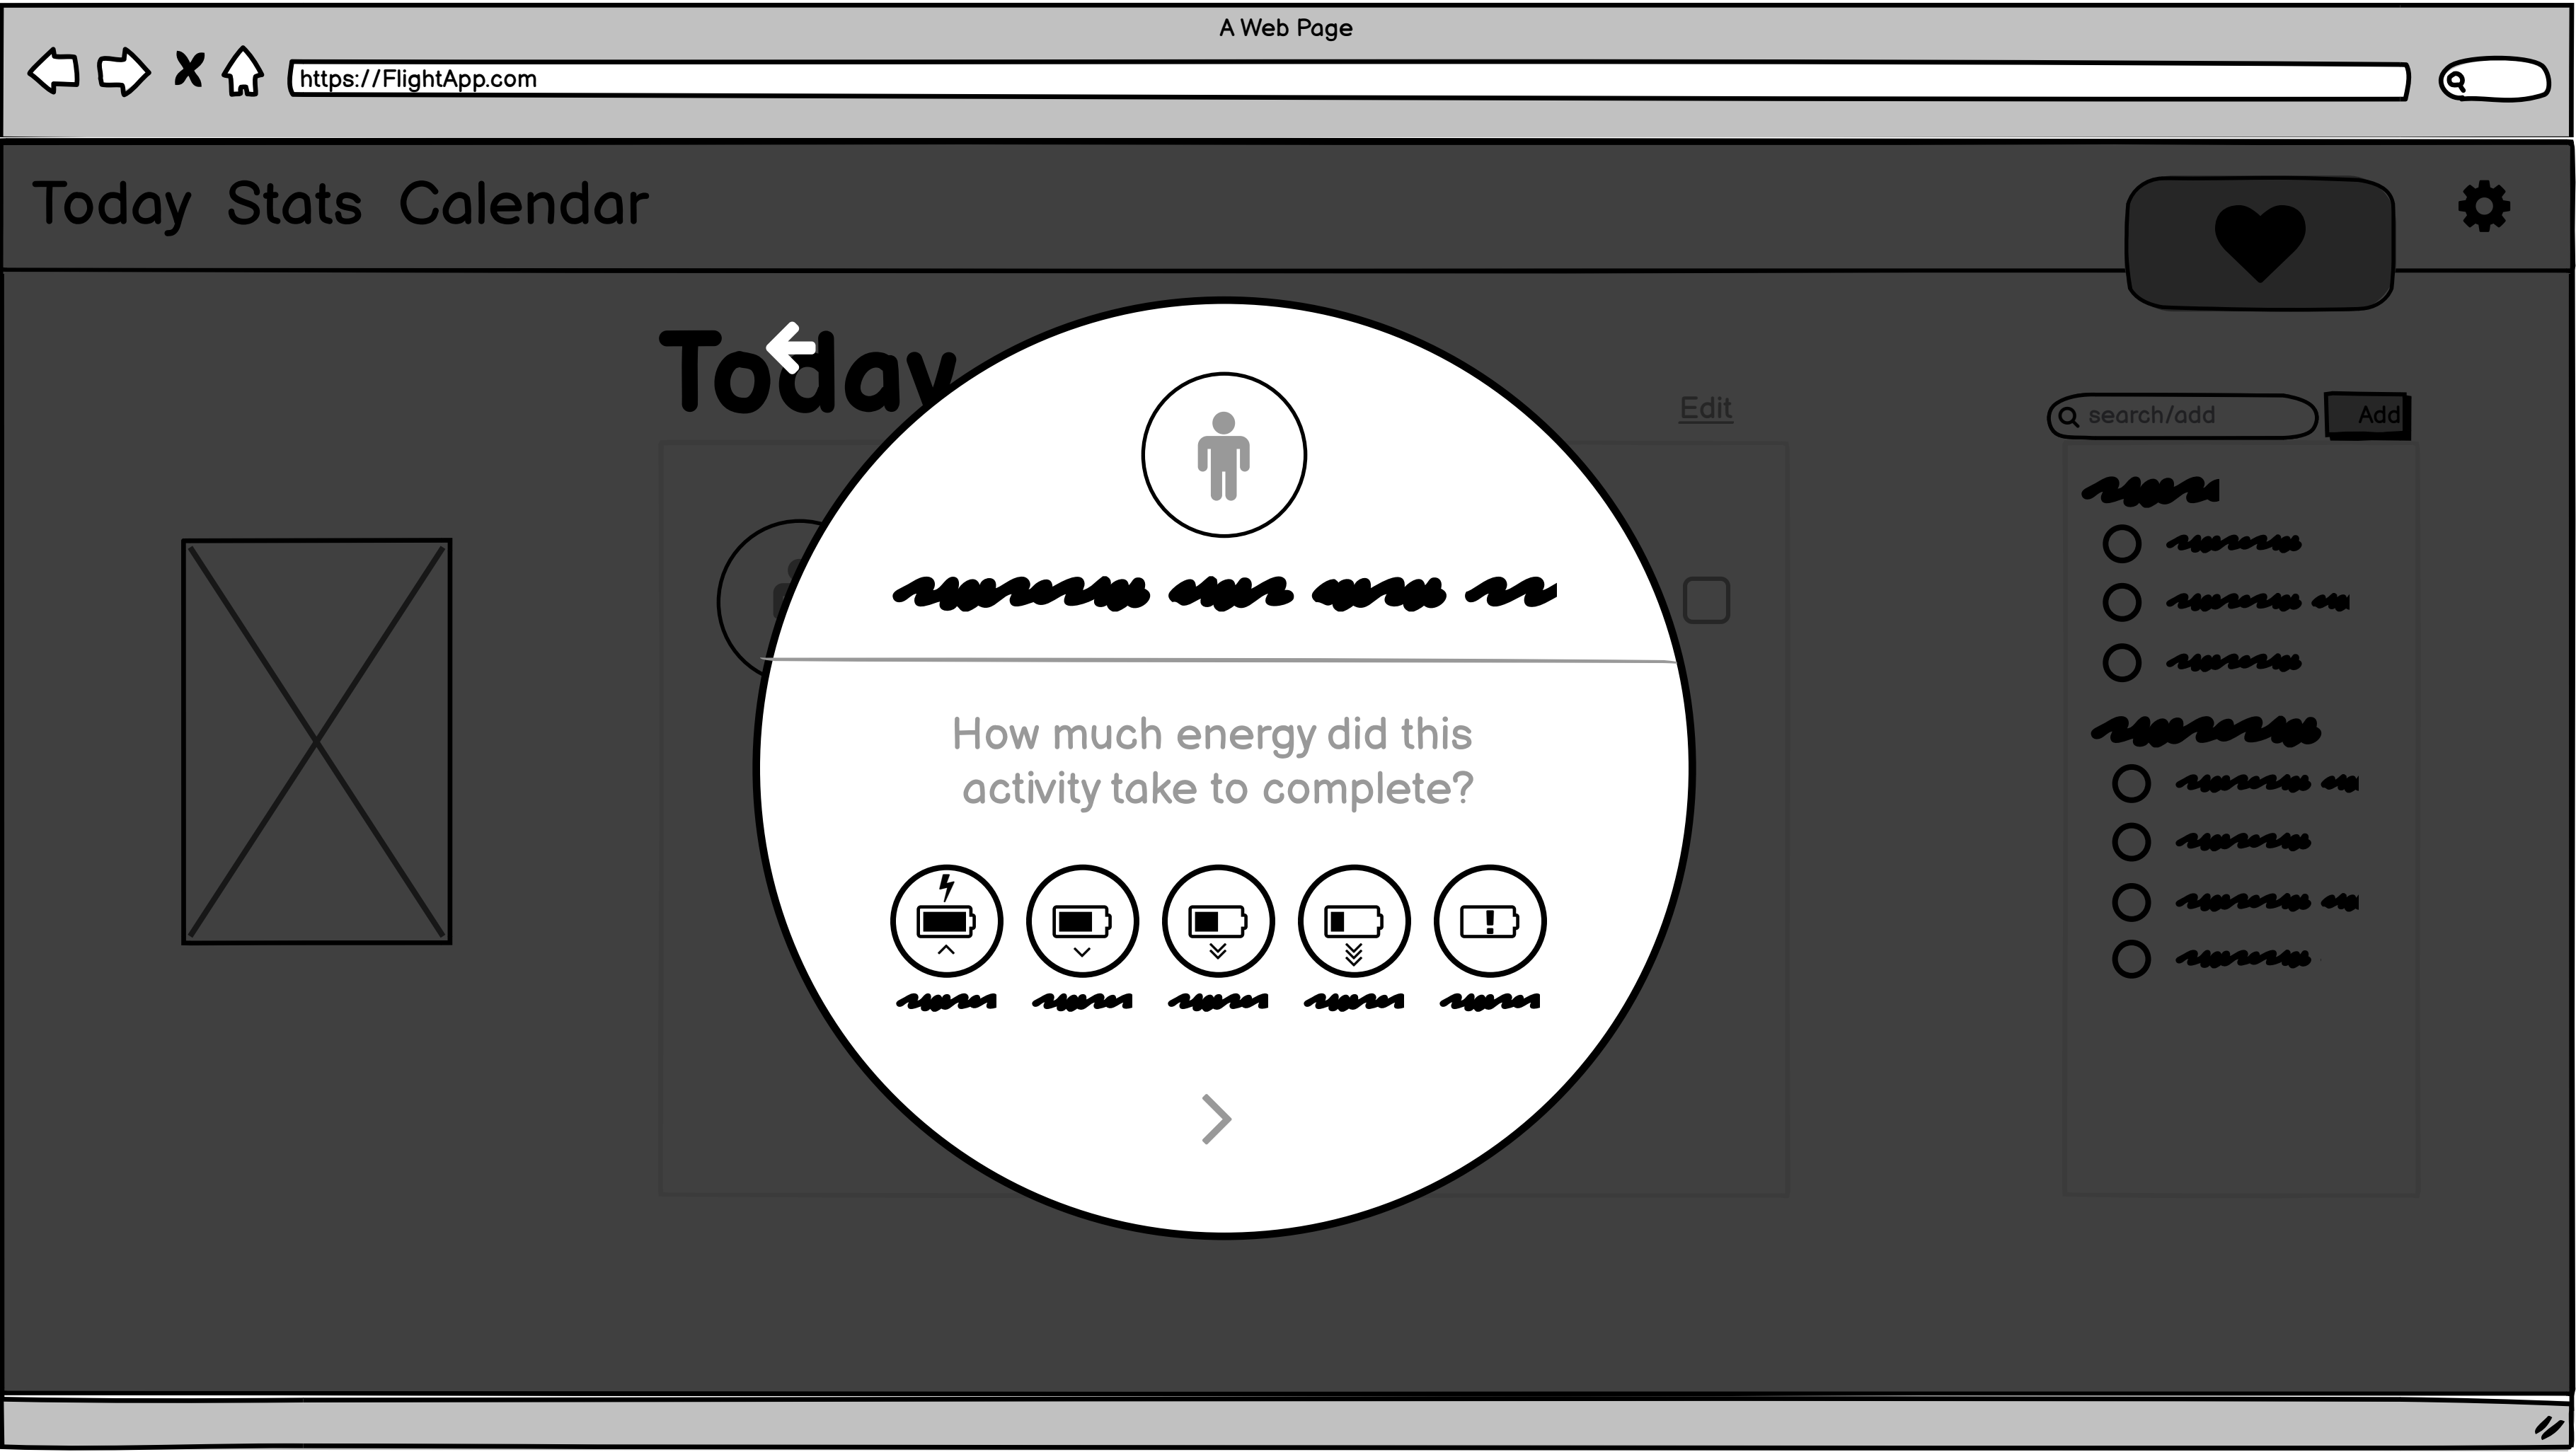 A Web Page
https://FlightApp.com
Today Stats Calendar
Today
Edit
search/add
Add
How much energy did this
activity take to complete?